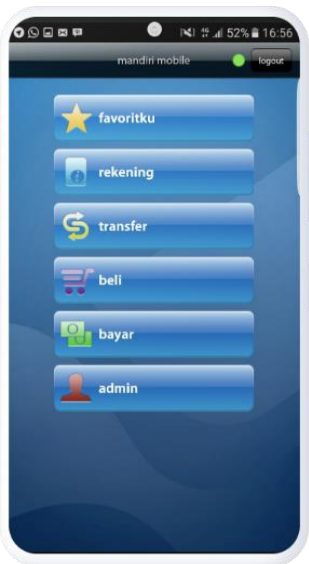 52% 16:56
mandiri mobile
logout
favoritku
rekening
transfer
beli
bayar
admin